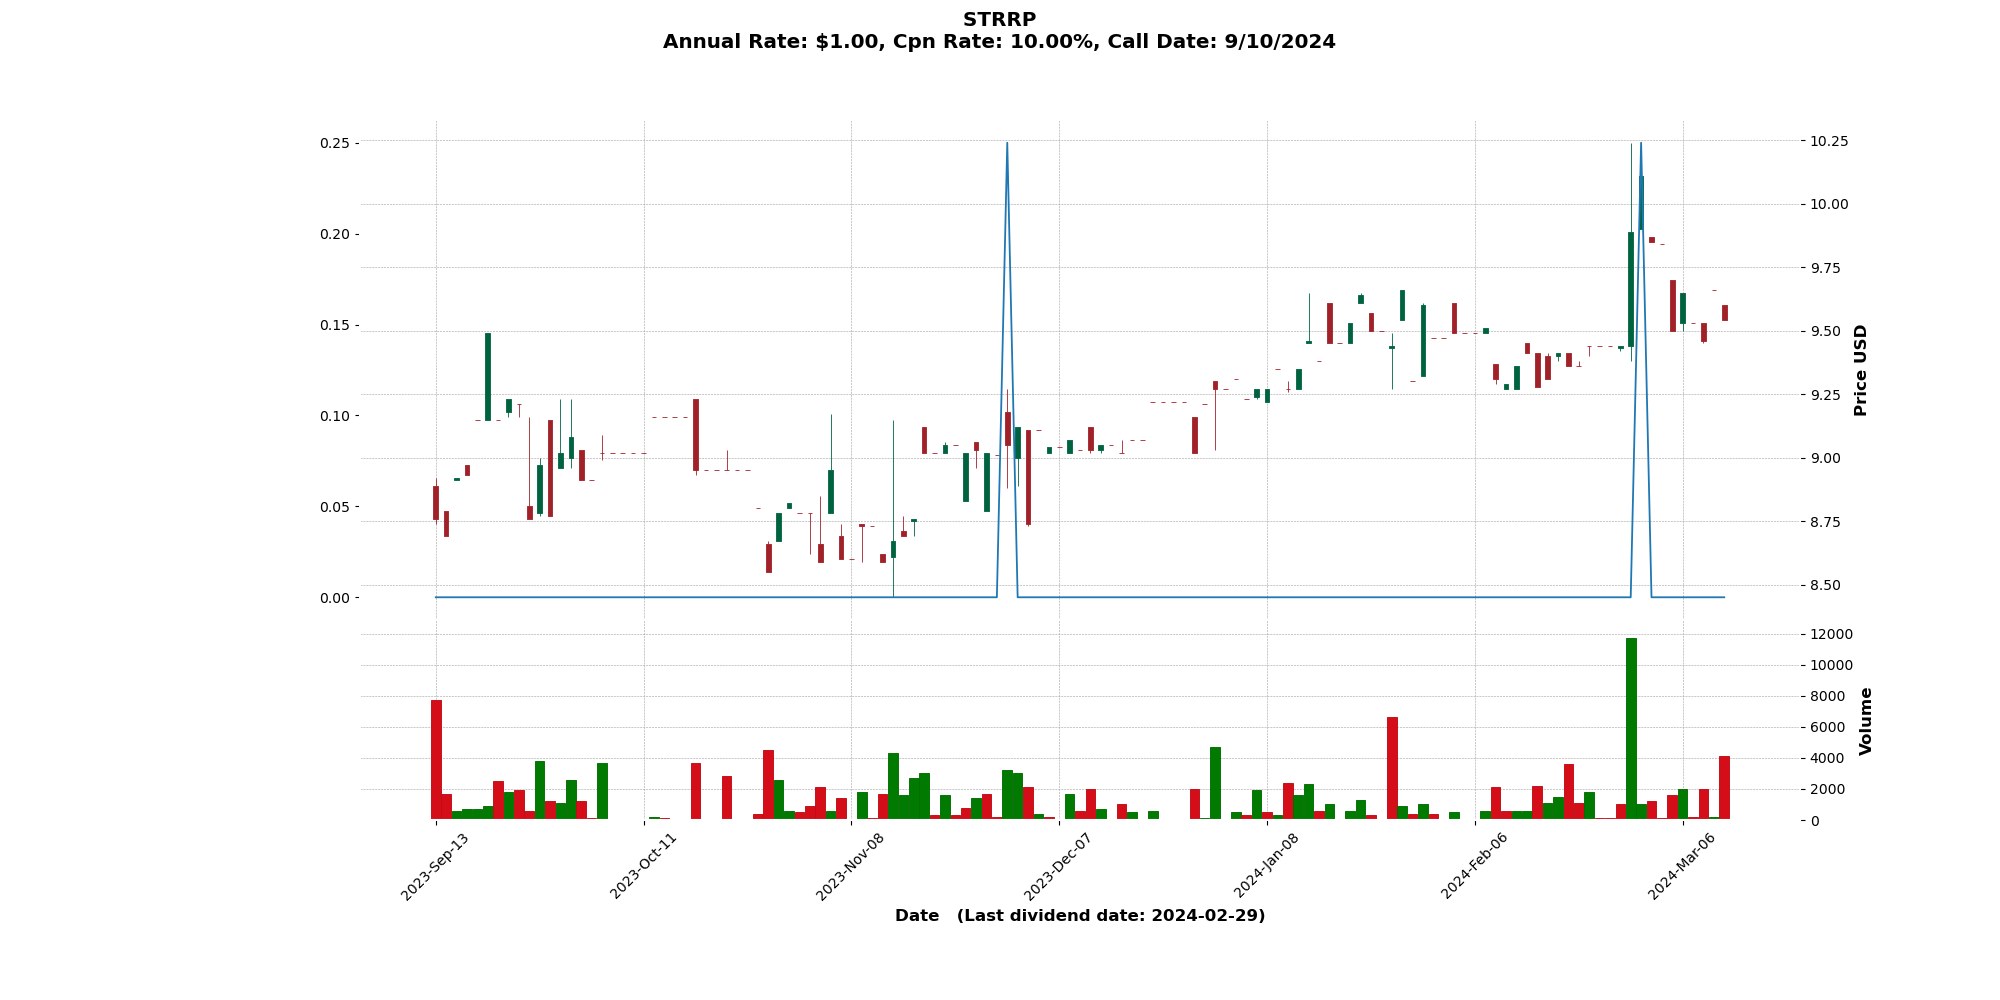 STRRP
Annual Rate: $1.00, Cpn Rate: 10.00%, Call Date: 9/10/2024
0.25
0.20
0.15
0.10
0.05
0.00
10.25
10.00
9.75
9.50
9.25
9.00
8.75
8.50
Price USD
12000
10000
8000
6000
4000
2000
0
Volume
2023-Sep-13
2023-Oct-11
2023-Nov-08
2023-Dec-07
2024-Jan-08
2024-Feb-06
2024-Mar-06
Date (Last dividend date: 2024-02-29)